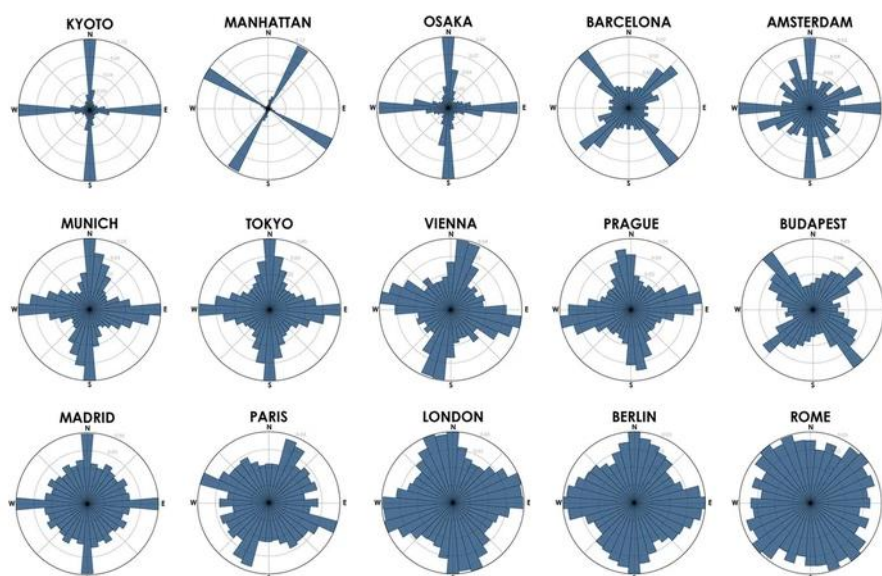 KYOTO MANHATTAN OSAKA BARCELONA AMSTERDAM
N N N N N
W E W E W E W E W E
S S S S S
MUNICH TOKYO VIENNA PRAGUE BUDAPEST
N N N N N
W E W E W E W E W E
S S S S S
MADRID PARIS LONDON BERLIN ROME
N N N N N
W E W E W E W E W E
S S S S S